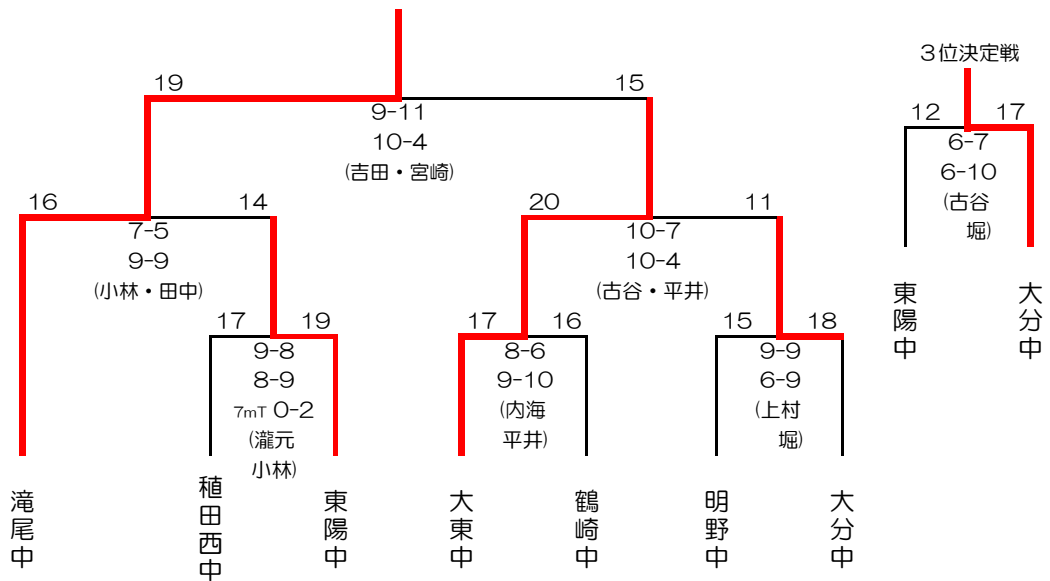 ３位決定戦
19 15
9-11
10-4
(吉田・宮崎)
12 17
6-7
6-10
(古谷
堀)
東陽中
大分中
16 14
7-5
9-9
(小林・田中)
20 11
10-7
10-4
(古谷・平井)
17 19
9-8
8-9
7mT 0-2
(瀧元
小林)
17 16
8-6
9-10
(内海
平井)
15 18
9-9
6-9
(上村
堀)
滝尾中
稙田西中
東陽中
大東中
鶴崎中
明野中
大分中